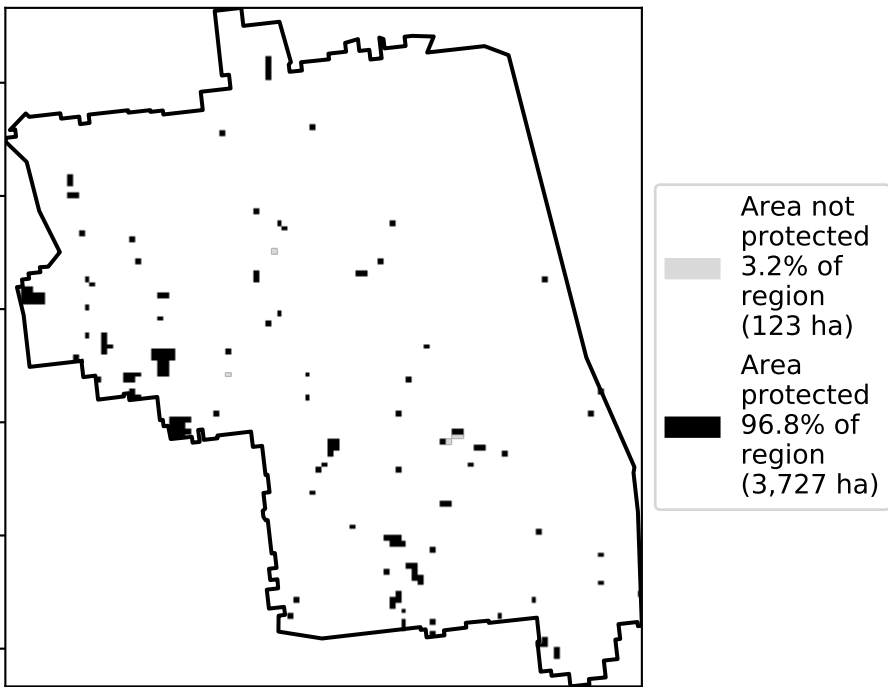 Area not
protected
3.2% of
region
(123 ha)
Area
protected
96.8% of
region
(3,727 ha)